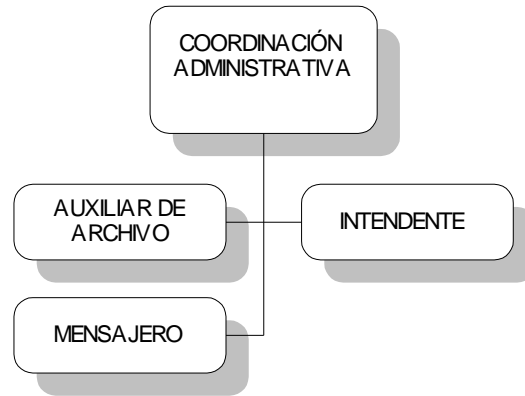 COORDINACIÓN
ADMINISTRATIVA
AUXILIAR DE
ARCHIVO
INTENDENTE
MENSAJERO